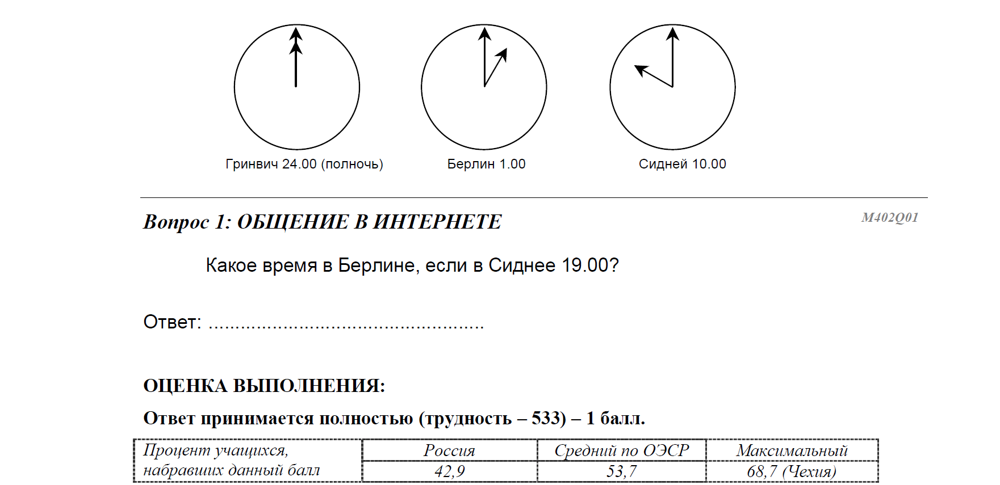 Гринвич 24.00 (полночь) Берлин 1.00 Сидней 10.00
Вопрос 1: ОБЩЕНИЕ В ИНТЕРНЕТЕ M402Q01
Какое время в Берлине, если в Сиднее 19.00?
Ответ: ....................................................
ОЦЕНКА ВЫПОЛНЕНИЯ:
Ответ принимается полностью (трудность – 533) – 1 балл.
Процент учащихся, Россия Средний по ОЭСР Максимальный
набравших данный балл 42,9 53,7 68,7 (Чехия)